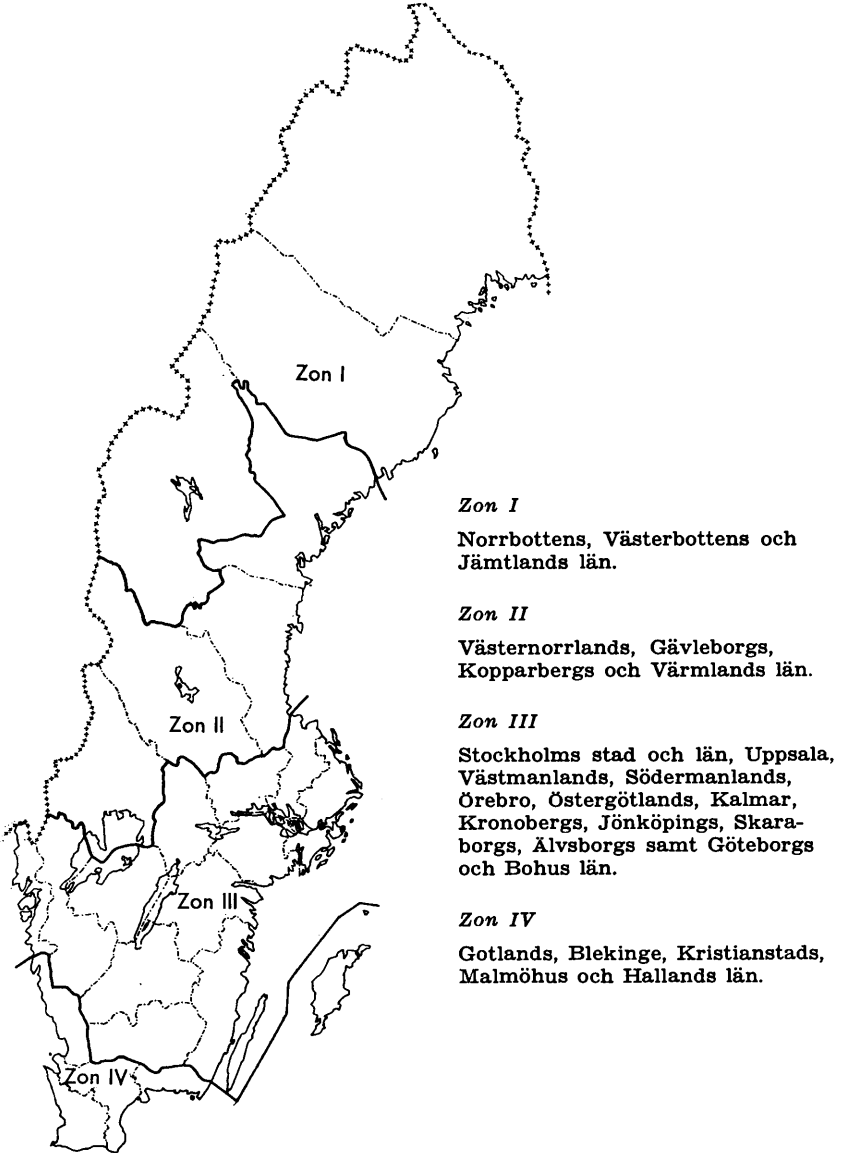 Zon I
Zon II
Zon III
Zon IV
Zon I
Norrbottens, Västerbottens och
Jämtlands län.
Zon II
Västernorrlands, Gävleborgs,
Kopparbergs och Värmlands län.
Zon III
Stockholms stad och län, Uppsala,
Västmanlands, Södermanlands,
Örebro, Östergötlands, Kalmar,
Kronobergs, Jönköpings, Skara-
borgs, Älvsborgs samt Göteborgs
och Bohus län.
Zon IV
Gotlands, Blekinge, Kristianstads,
Malmöhus och Hallands län.